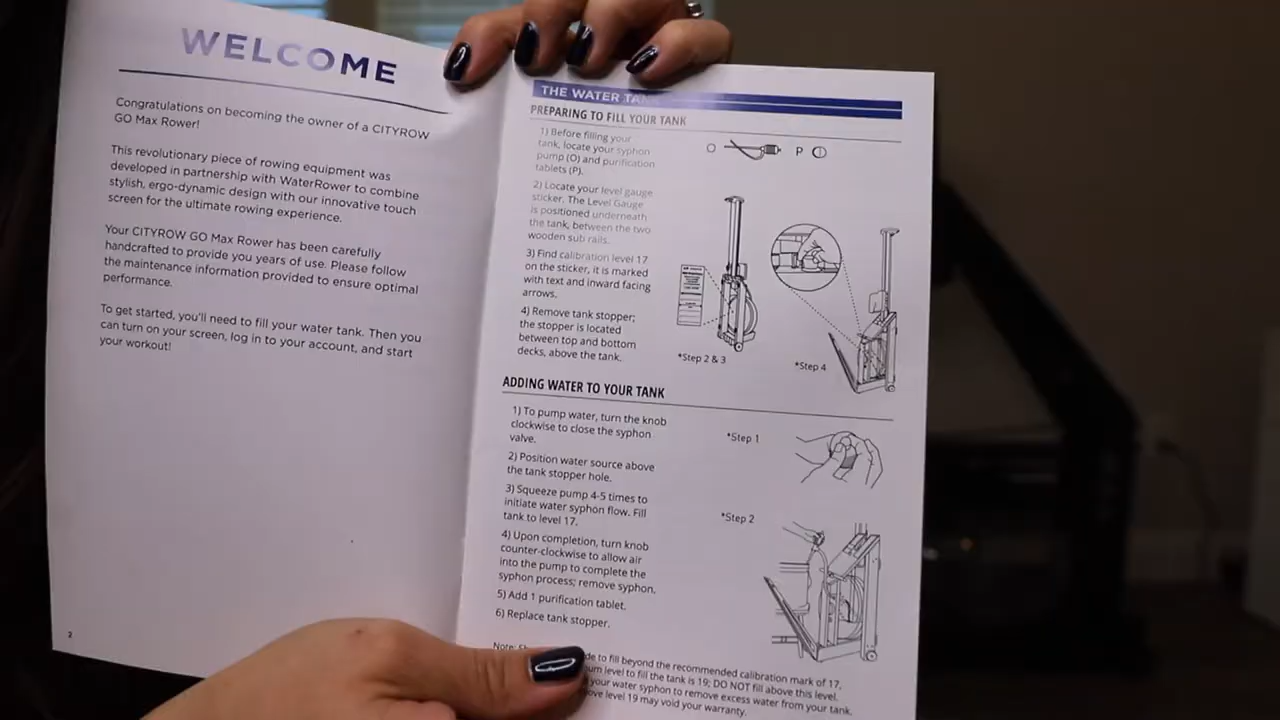 WELCOME
Congratulations on becoming the owner of a CITYROW
GO Max Rower!
This revolutionary piece of rowing equipment was
developed in partnership with WaterRower to combine
stylish, ergo-dynamic design with our innovative touch
screen for the ultimate rowing experience.
Your CITYROW GO Max Rower has been carefully
handcrafted to provide you years of use. Please follow
the maintenance information provided to ensure optimal
performance.
To get started, you'll need to fill your water tank. Then you
can turn on your screen, log in to your account, and start
your workout!
2
THE WATER TANK
PREPARING TO FILL YOUR TANK
1) Before filling your
tank, locate your syphon
pump (O) and purification
tablets (P).
O P
2) Locate your level gauge
sticker. The Level Gauge
is positioned underneath
the tank, between the two
wooden sub rails.
3) Find calibration level 17
on the sticker, it is marked
with text and inward facing
arrows.
4) Remove tank stopper;
the stopper is located
between top and bottom
decks, above the tank.
*Step 2 & 3
*Step 4
ADDING WATER TO YOUR TANK
1) To pump water, turn the knob
clockwise to close the syphon
valve.
*Step 1
2) Position water source above
the tank stopper hole.
3) Squeeze pump 4-5 times to
initiate water syphon flow. Fill
tank to level 17.
*Step 2
4) Upon completion, turn knob
counter-clockwise to allow air
into the pump to complete the
syphon process; remove syphon.
5) Add 1 purification tablet.
6) Replace tank stopper.
Note: to fill beyond the recommended calibration mark of 17,
level to fill the tank is 19; DO NOT fill above this level.
your water syphon to remove excess water from your tank.
level 19 may void your warranty.